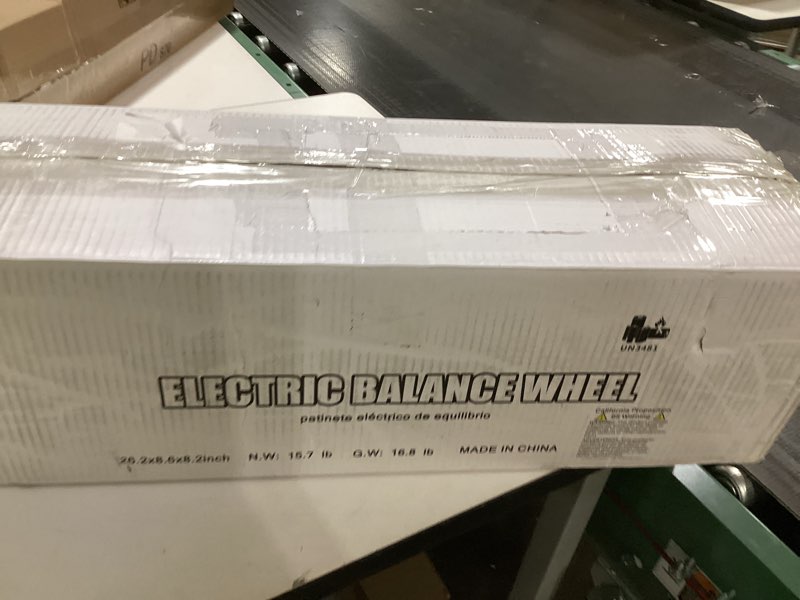 PD
UN3481
ELECTRIC BALANCE WHEEL
patinete eléctrico de equilibrio
California Proposition
65 Warning
26.2x8.6x8.2inch N.W: 15.7 lb G.W: 16.8 lb MADE IN CHINA